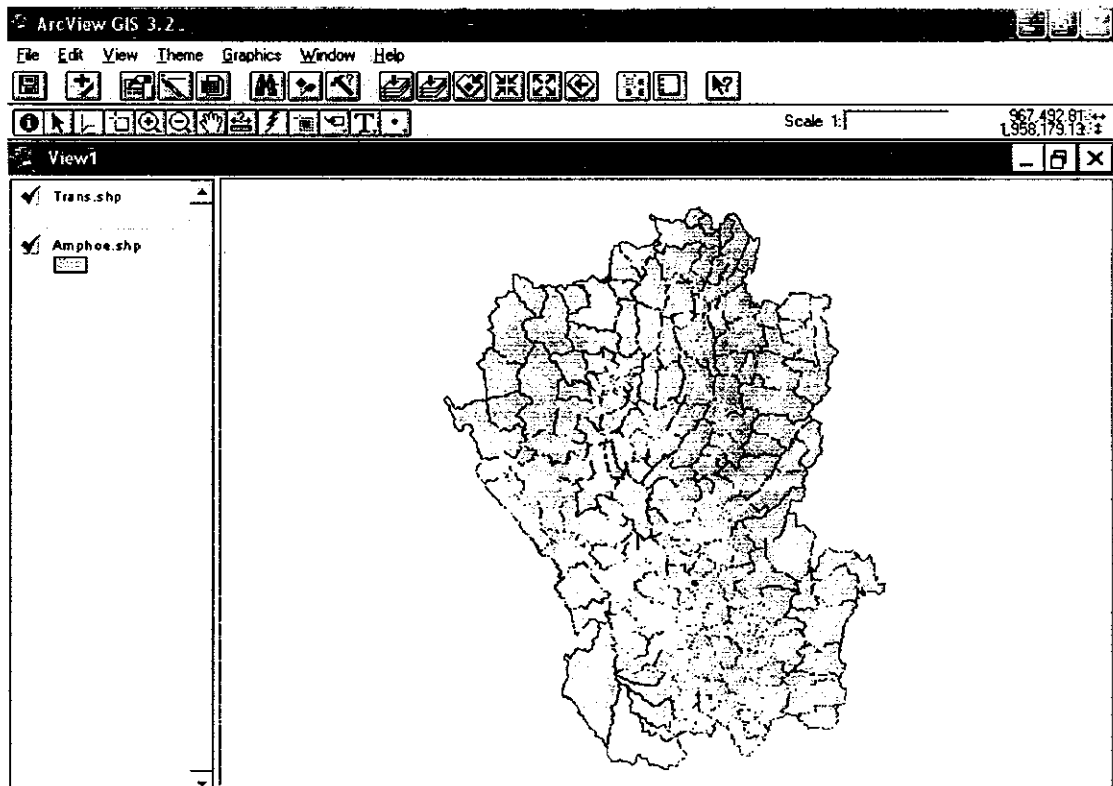 ArcView GIS 3.2
File Edit View Theme Graphics Window Help
Scale 1:
967,492.81
1,958,179.13
View1
Trans.shp
Amphoe.shp